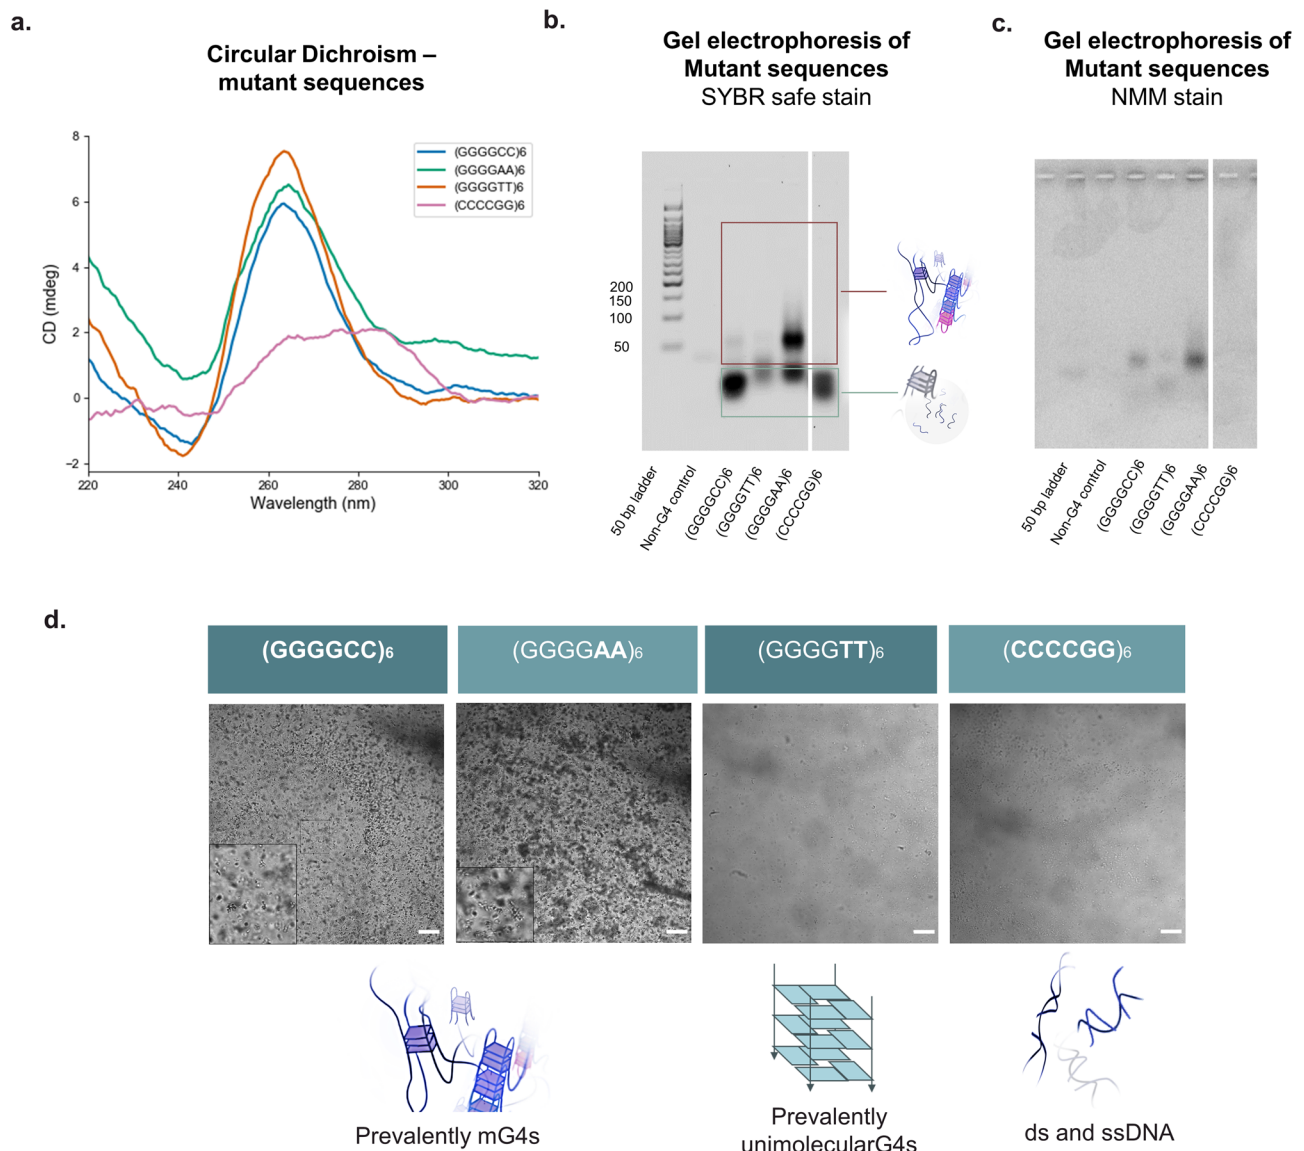 a.
Circular Dichroism –
mutant sequences
CD (mdeg)
8
6
4
2
0
−2
220
240
260
280
300
320
Wavelength (nm)
(GGGGCC)6
(GGGGAA)6
(GGGGTT)6
(CCCCGG)6
b.
Gel electrophoresis of
Mutant sequences
SYBR safe stain
200
150
100
50
50 bp ladder
Non-G4 control
(GGGGCC)6
(GGGGTT)6
(GGGGAA)6
(CCCCGG)6
c.
Gel electrophoresis of
Mutant sequences
NMM stain
50 bp ladder
Non-G4 control
(GGGGCC)6
(GGGGTT)6
(GGGGAA)6
(CCCCGG)6
d.
(GGGGCC)6
(GGGGAA)6
(GGGGTT)6
(CCCCGG)6
Prevalently mG4s
Prevalently
unimolecularG4s
ds and ssDNA